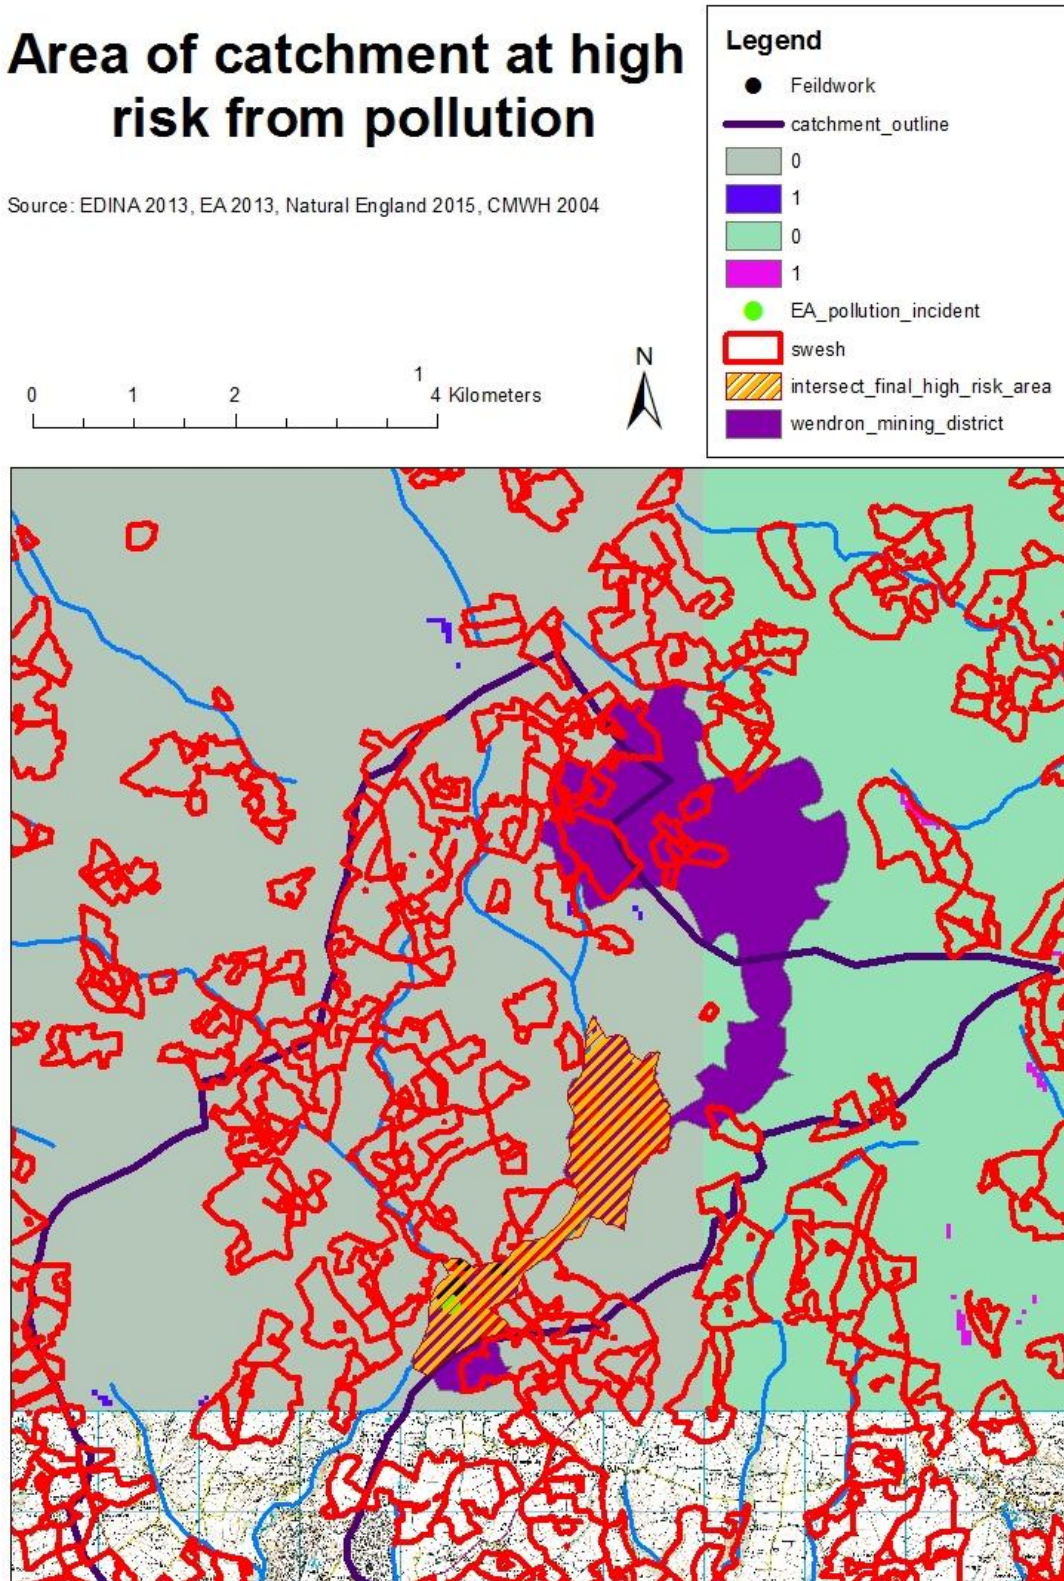 Area of catchment at high
risk from pollution
Source: EDINA 2013, EA 2013, Natural England 2015, CMWH 2004
0 1 2 1 4 Kilometers
N
Legend
Feildwork
catchment_outline
0
1
0
1
EA_pollution_incident
swesh
intersect_final_high_risk_area
wendron_mining_district